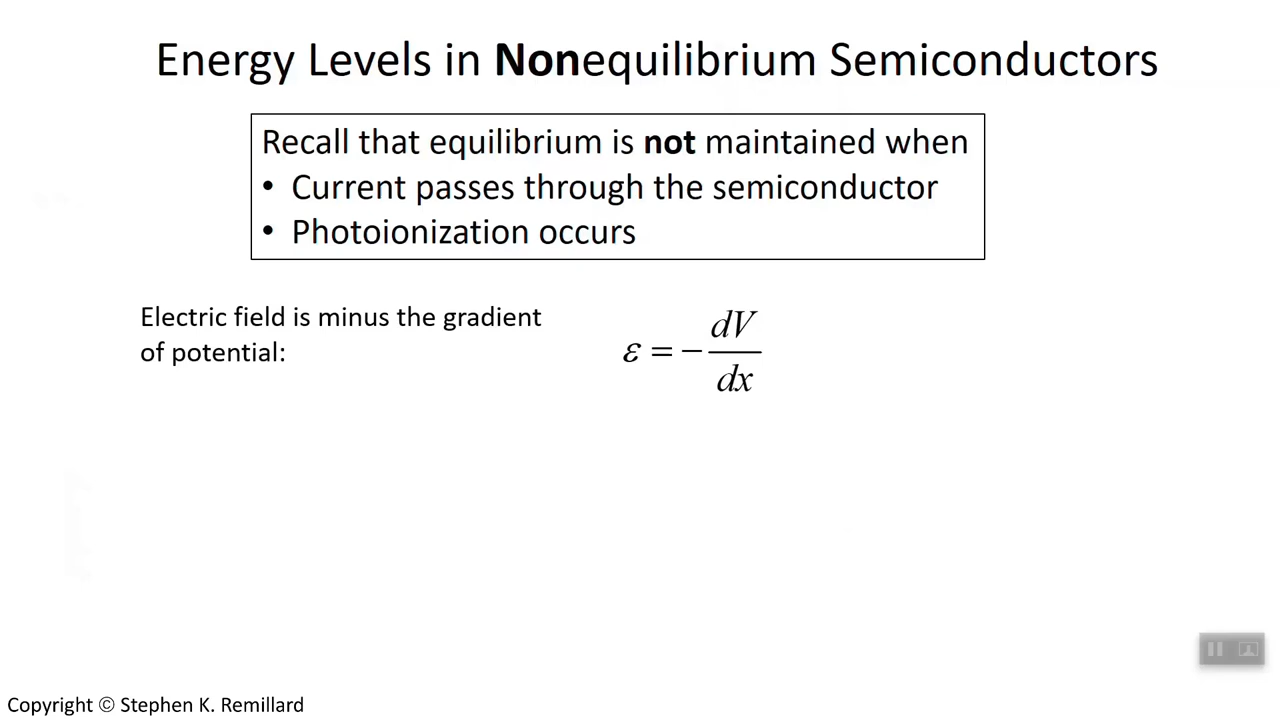 Energy Levels in Nonequilibrium Semiconductors
Recall that equilibrium is not maintained when
• Current passes through the semiconductor
• Photoionization occurs
Electric field is minus the gradient
of potential:
ε = − dV/dx
Copyright © Stephen K. Remillard